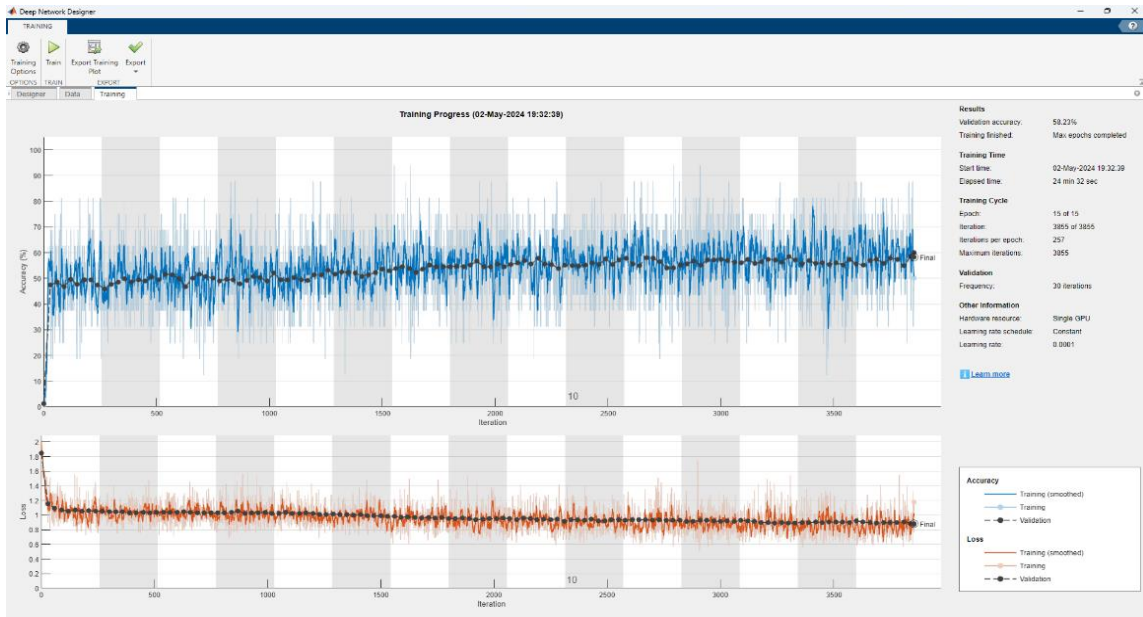 Deep Network Designer
TRAINING
Training Options
Train
Export Training Plot
Export
OPTIONS
TRAIN
EXPORT
Designer
Data
Training
Training Progress (02-May-2024 19:32:39)
100
90
80
70
60
50
40
30
20
10
0
Accuracy (%)
Final
10
0
500
1000
1500
2000
2500
3000
3500
Iteration
2
1.8
1.6
1.4
1.2
1
0.8
0.6
0.4
0.2
0
Loss
Final
10
0
500
1000
1500
2000
2500
3000
3500
Iteration
Results
Validation accuracy: 58.23%
Training finished: Max epochs completed
Training Time
Start time: 02-May-2024 19:32:39
Elapsed time: 24 min 32 sec
Training Cycle
Epoch: 15 of 15
Iteration: 3855 of 3855
Iterations per epoch: 257
Maximum iterations: 3855
Validation
Frequency: 30 iterations
Other Information
Hardware resource: Single GPU
Learning rate schedule: Constant
Learning rate: 0.0001
Learn more
Accuracy
Training (smoothed)
Training
Validation
Loss
Training (smoothed)
Training
Validation